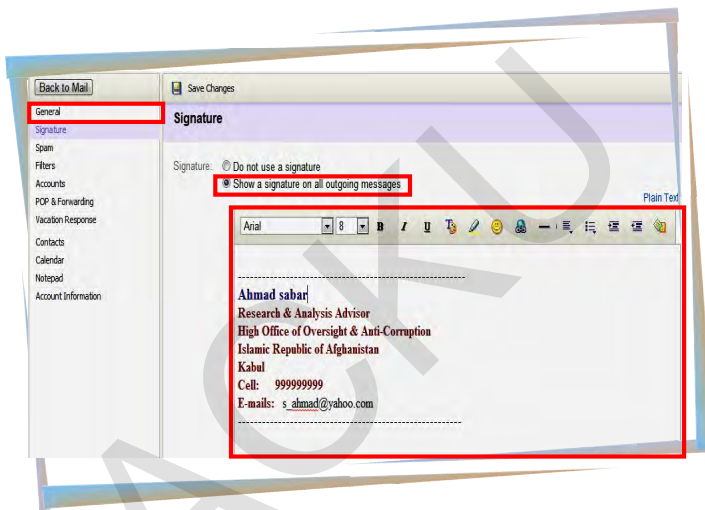 Back to Mail
General
Signature
Spam
Filters
Accounts
POP & Forwarding
Vacation Response
Contacts
Calendar
Notepad
Account Information
Save Changes
Signature
Signature: Do not use a signature
Show a signature on all outgoing messages
Plain Text
Arial 8 B I U
Ahmad sabar
Research & Analysis Advisor
High Office of Oversight & Anti-Corruption
Islamic Republic of Afghanistan
Kabul
Cell: 999999999
E-mails: s_ahmad@yahoo.com
ACKU